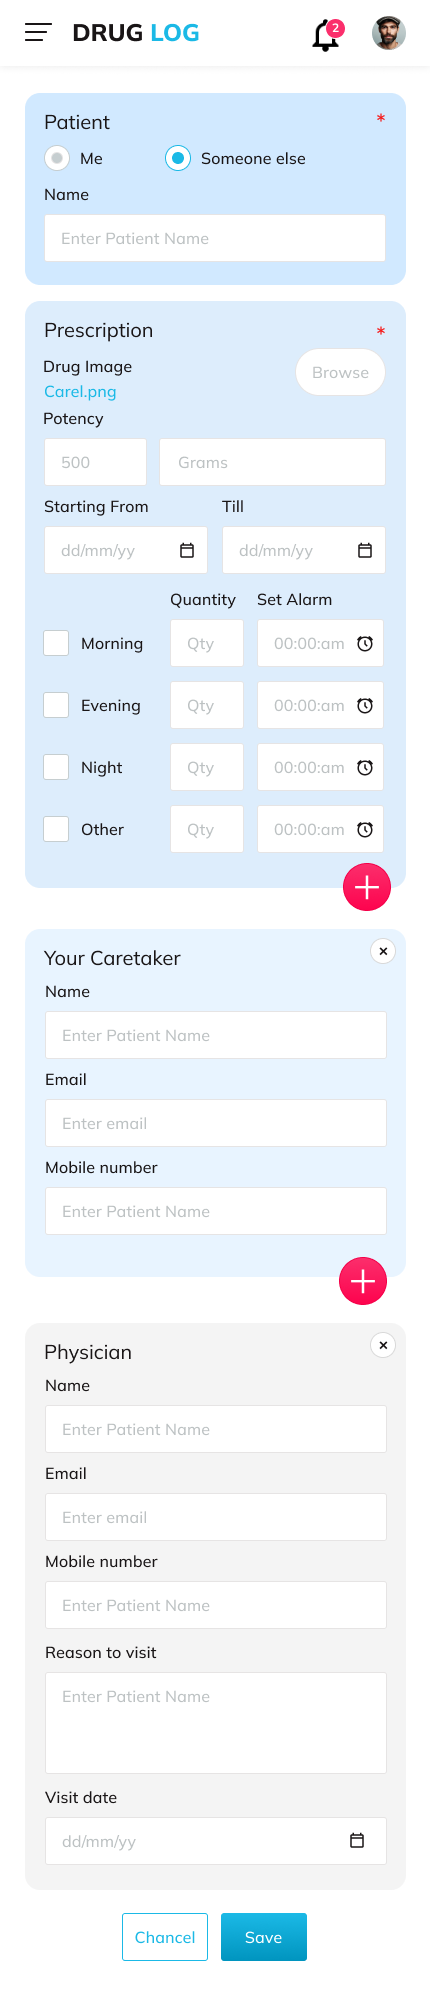 DRUG LOG
2
Patient *
Me Someone else
Name
Enter Patient Name
Prescription *
Drug Image
Browse
Carel.png
Potency
500 Grams
Starting From Till
dd/mm/yy dd/mm/yy
Quantity Set Alarm
Morning Qty 00:00:am
Evening Qty 00:00:am
Night Qty 00:00:am
Other Qty 00:00:am
Your Caretaker
Name
Enter Patient Name
Email
Enter email
Mobile number
Enter Patient Name
Physician
Name
Enter Patient Name
Email
Enter email
Mobile number
Enter Patient Name
Reason to visit
Enter Patient Name
Visit date
dd/mm/yy
Chancel Save